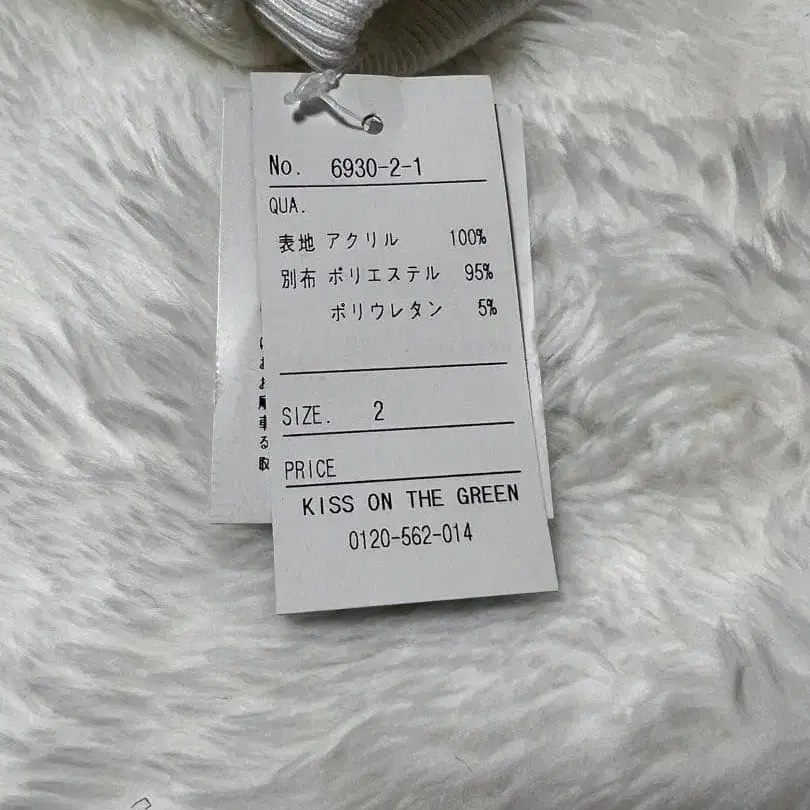 No. 6930-2-1
QUA.
表地 アクリル 100%
別布 ポリエステル 95%
ポリウレタン 5%
SIZE. 2
PRICE
KISS ON THE GREEN
0120-562-014